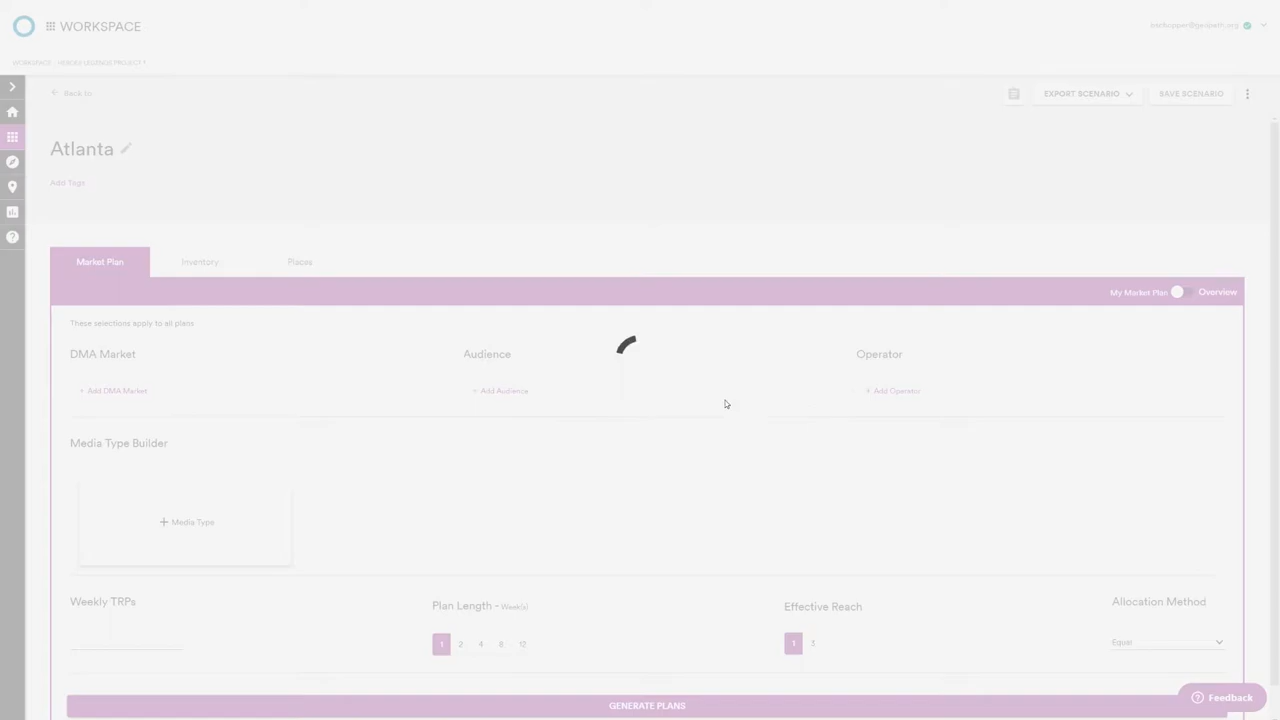 WORKSPACE
Back to
EXPORT SCENARIO
SAVE SCENARIO
Atlanta
Add Tags
Market Plan
Inventory
Places
My Market Plan
Overview
These selections apply to all plans
DMA Market
Audience
Operator
+ Add DMA Market
+ Add Audience
+ Add Operator
Media Type Builder
+ Media Type
Weekly TRPs
Plan Length - Week(s)
Effective Reach
Allocation Method
1 2 4 8 12
1 3
Equal
GENERATE PLANS
Feedback